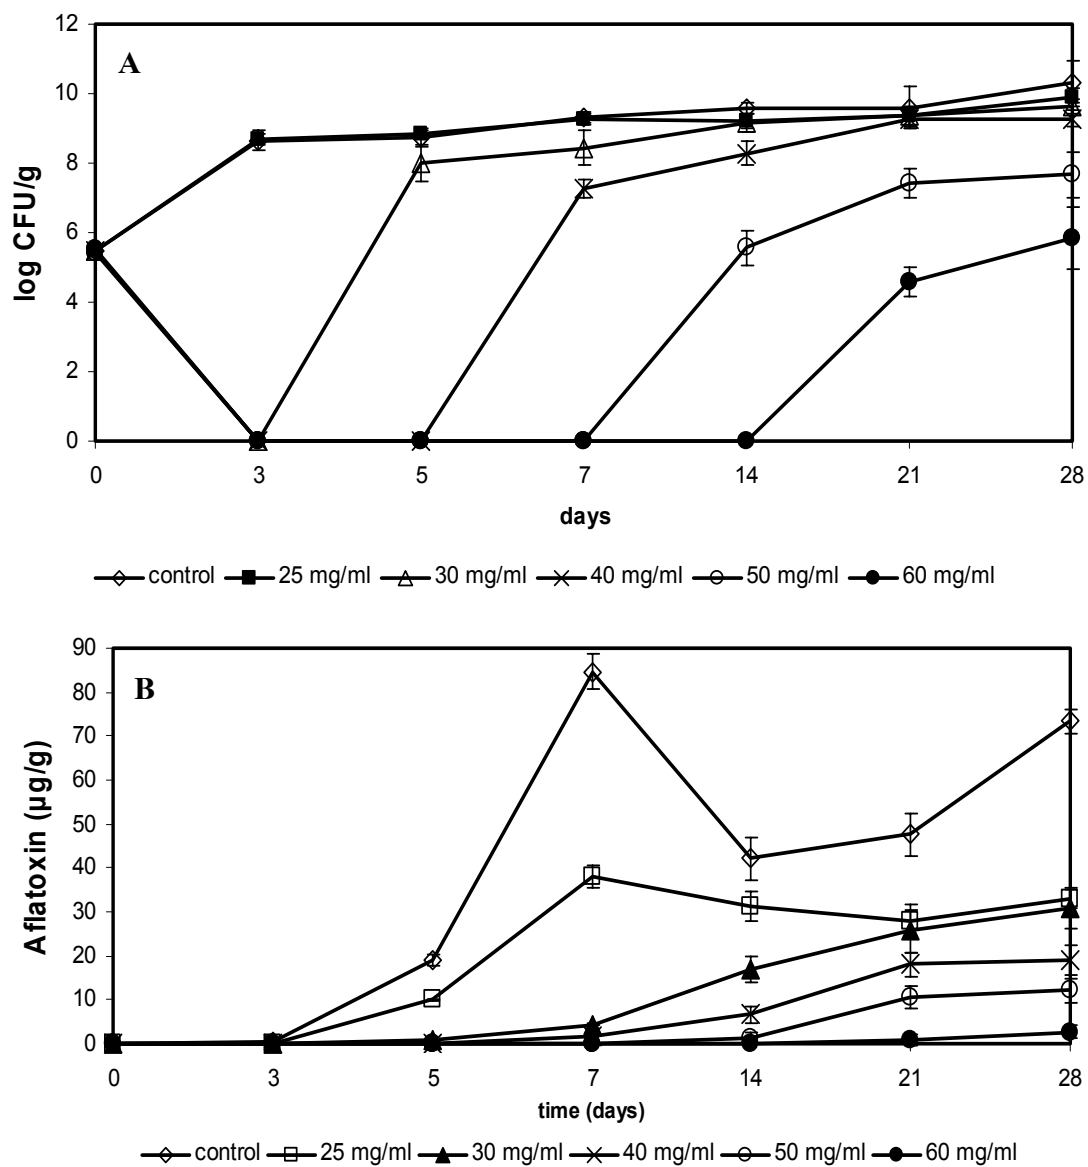 12
A
10
8
6
4
2
0
log CFU/g
0 3 5 7 14 21 28
days
control 25 mg/ml 30 mg/ml 40 mg/ml 50 mg/ml 60 mg/ml
90
B
80
70
60
50
40
30
20
10
0
Aflatoxin (µg/g)
0 3 5 7 14 21 28
time (days)
control 25 mg/ml 30 mg/ml 40 mg/ml 50 mg/ml 60 mg/ml